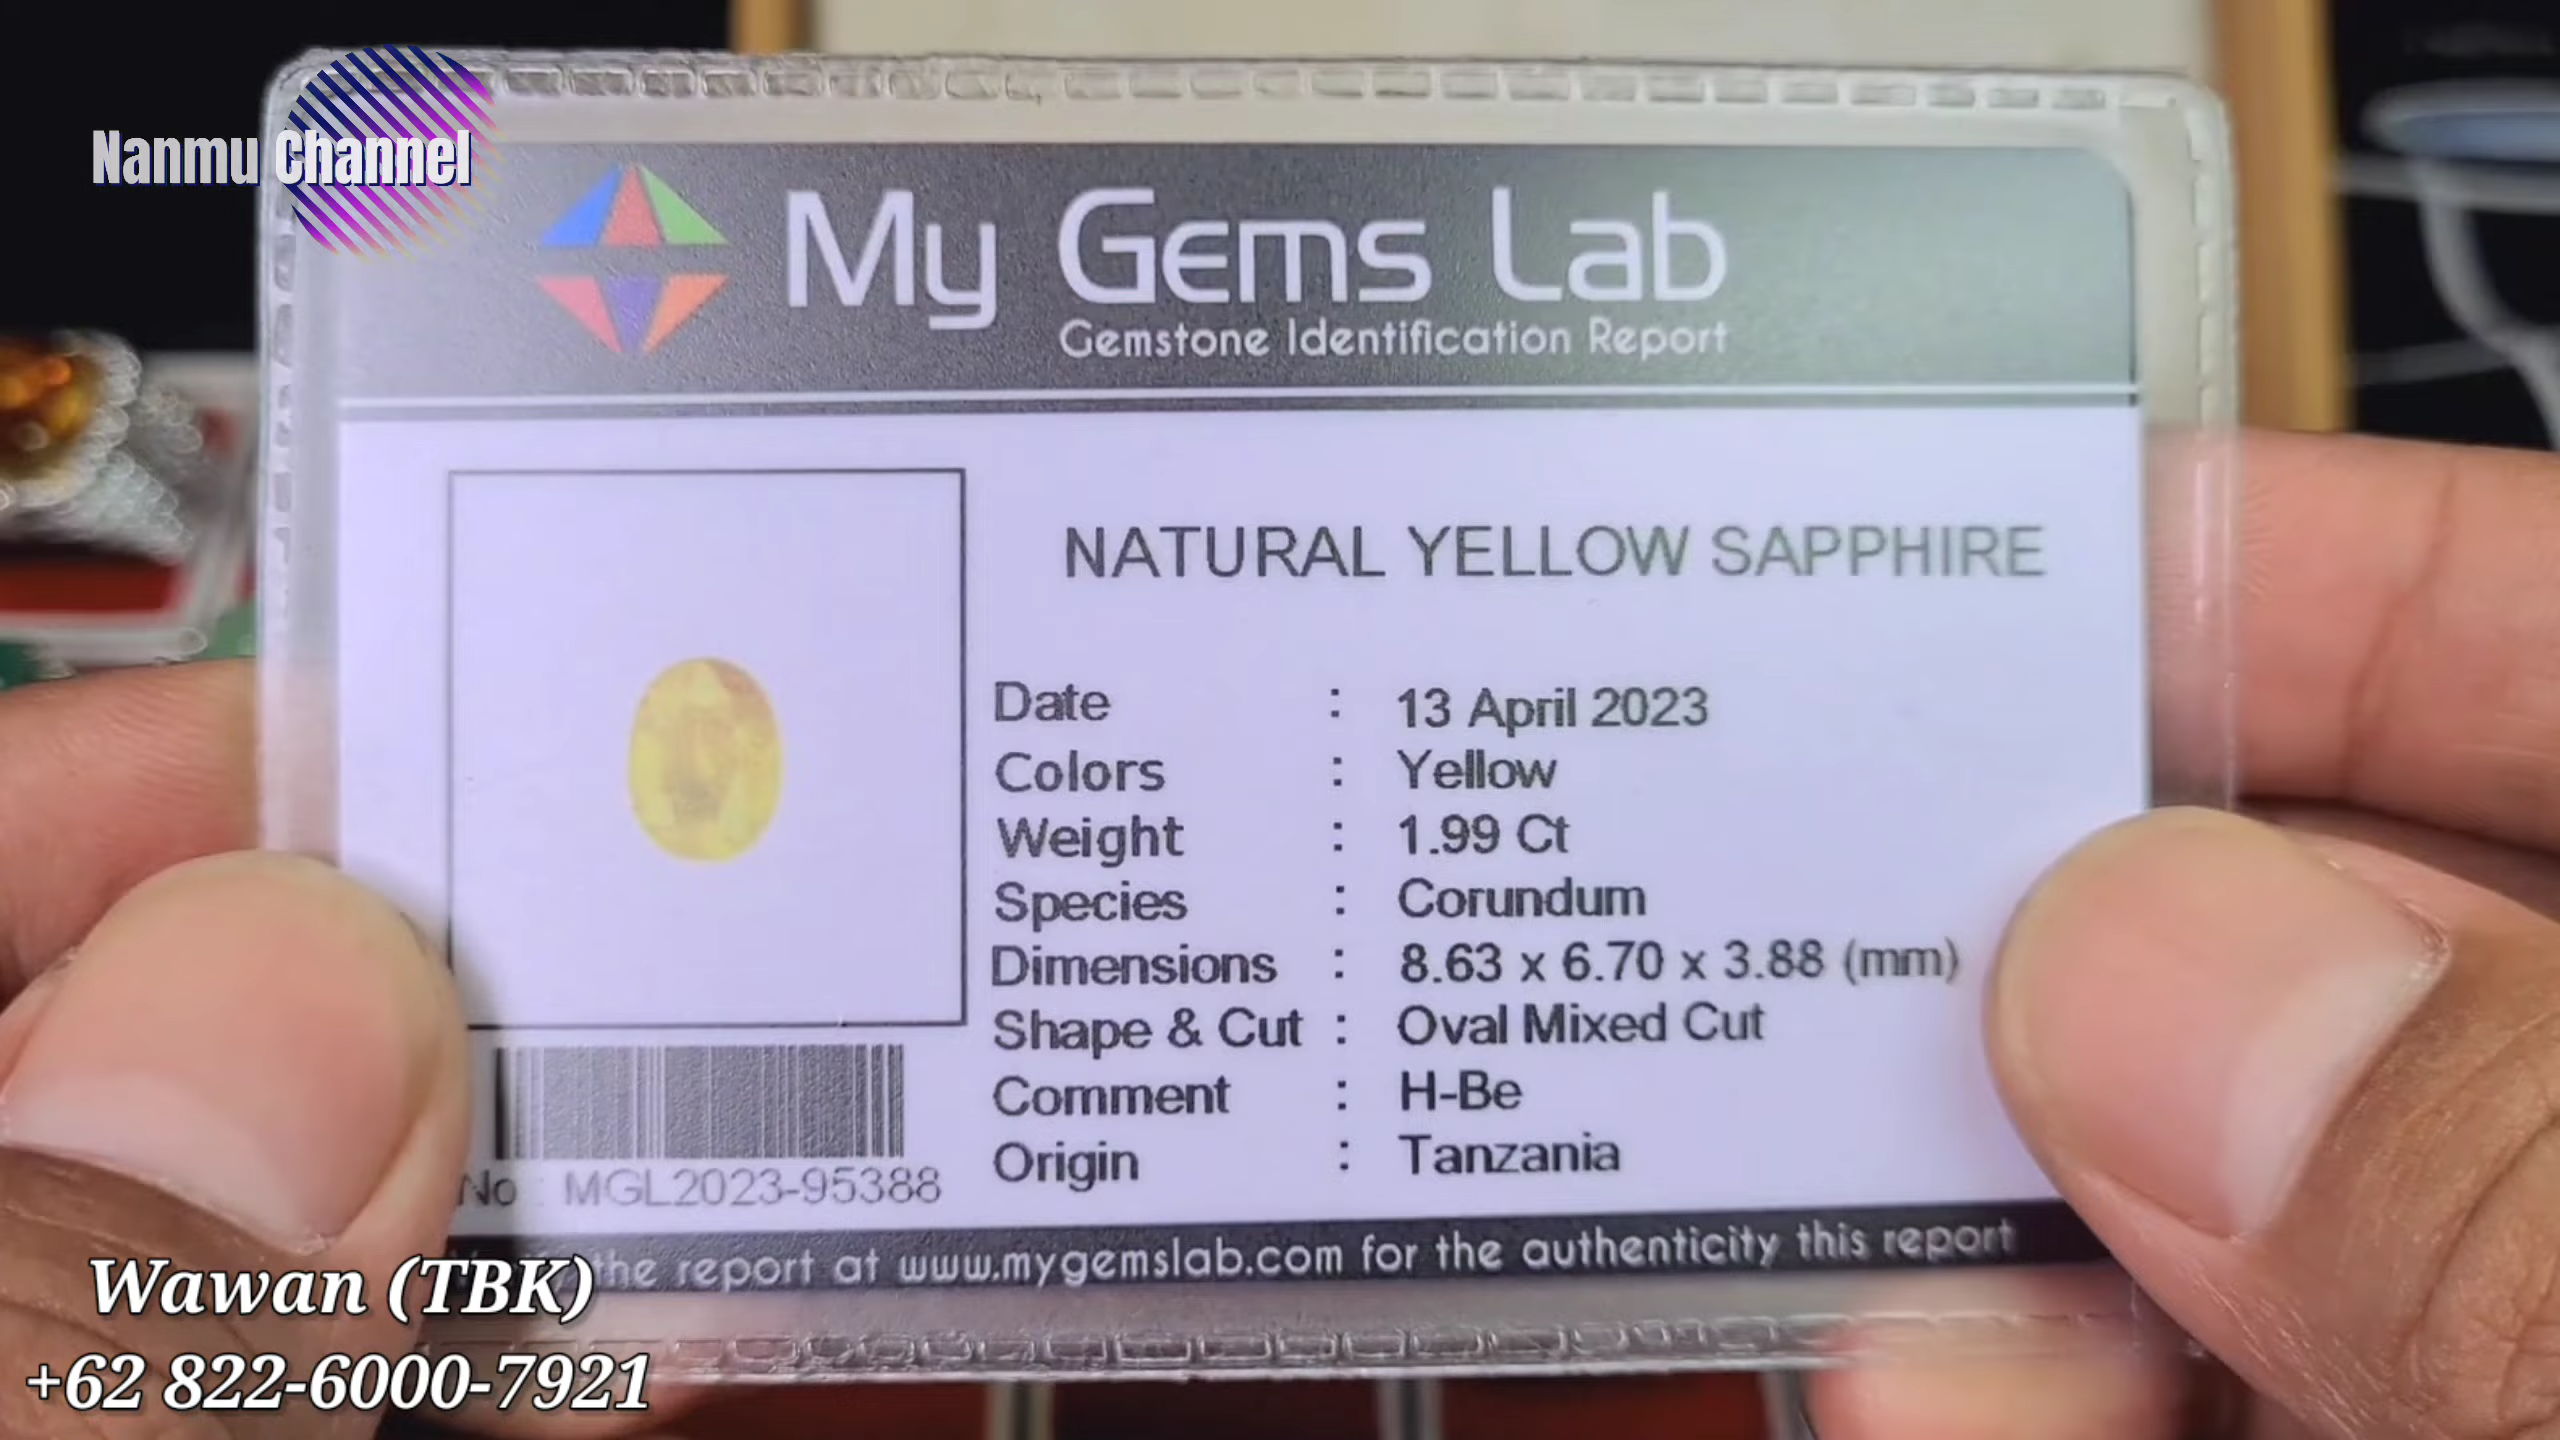 Nanmu Channel
My Gems Lab
Gemstone Identification Report
NATURAL YELLOW SAPPHIRE
Date : 13 April 2023
Colors : Yellow
Weight : 1.99 Ct
Species : Corundum
Dimensions : 8.63 x 6.70 x 3.88 (mm)
Shape & Cut : Oval Mixed Cut
Comment : H-Be
Origin : Tanzania
No : MGL2023-95388
the report at www.mygemslab.com for the authenticity this report
Wawan (TBK)
+62 822-6000-7921